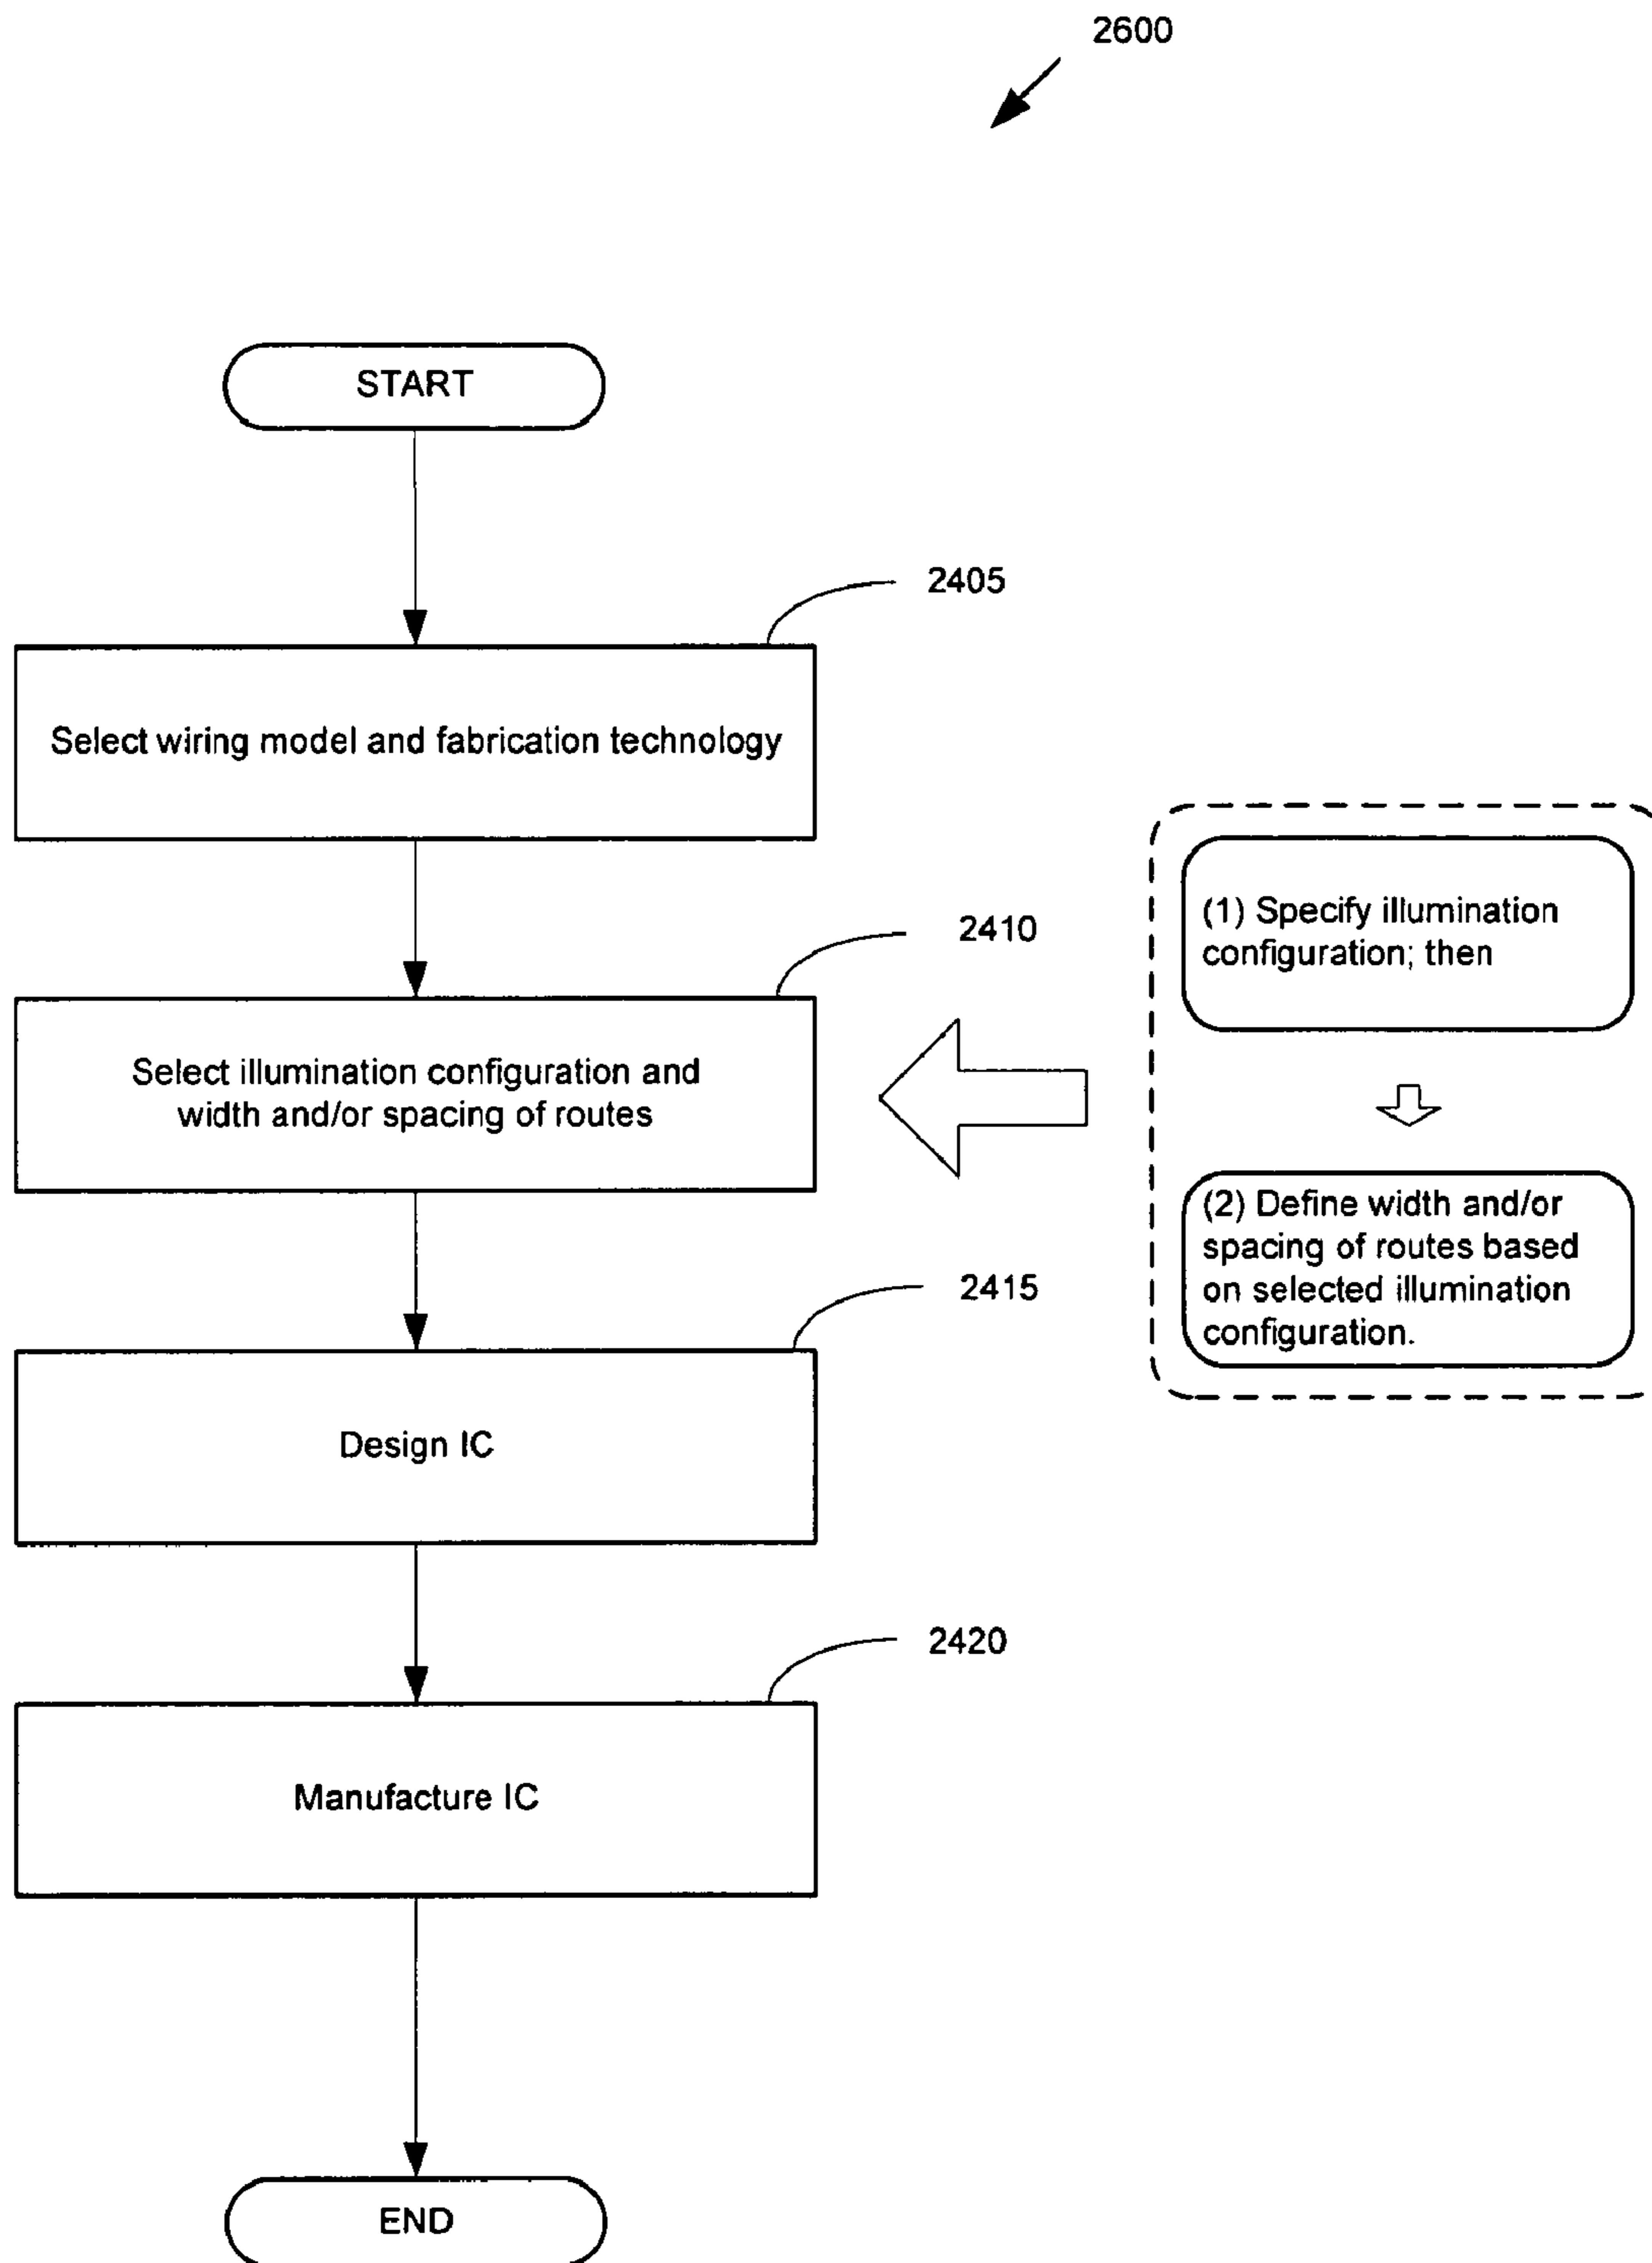 2600
START
2405
Select wiring model and fabrication technology
2410
Select illumination configuration and
width and/or spacing of routes
(1) Specify illumination
configuration; then
(2) Define width and/or
spacing of routes based
on selected illumination
configuration.
2415
Design IC
2420
Manufacture IC
END